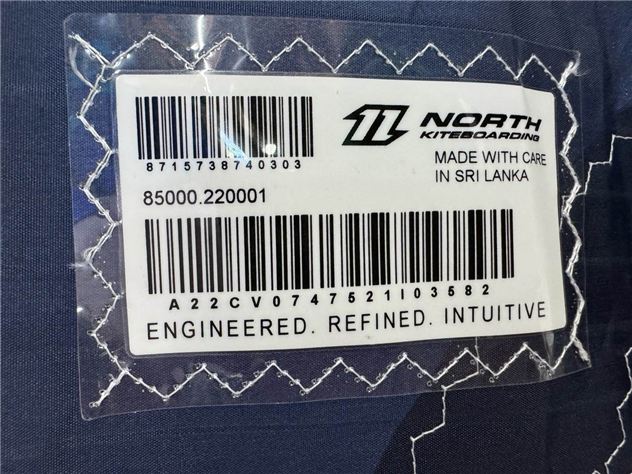 NORTH
KITEBOARDING
8715738740303
MADE WITH CARE
IN SRI LANKA
85000.220001
A22CV0747521I03582
ENGINEERED. REFINED. INTUITIVE